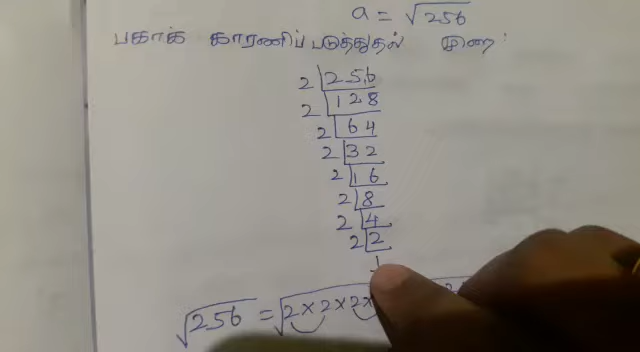 a = √256
பகாக் காரணிப்படுத்துதல் முறை:
2 | 256
2 | 128
2 | 64
2 | 32
2 | 16
2 | 8
2 | 4
2 | 2
1
√256 = √2×2×2×